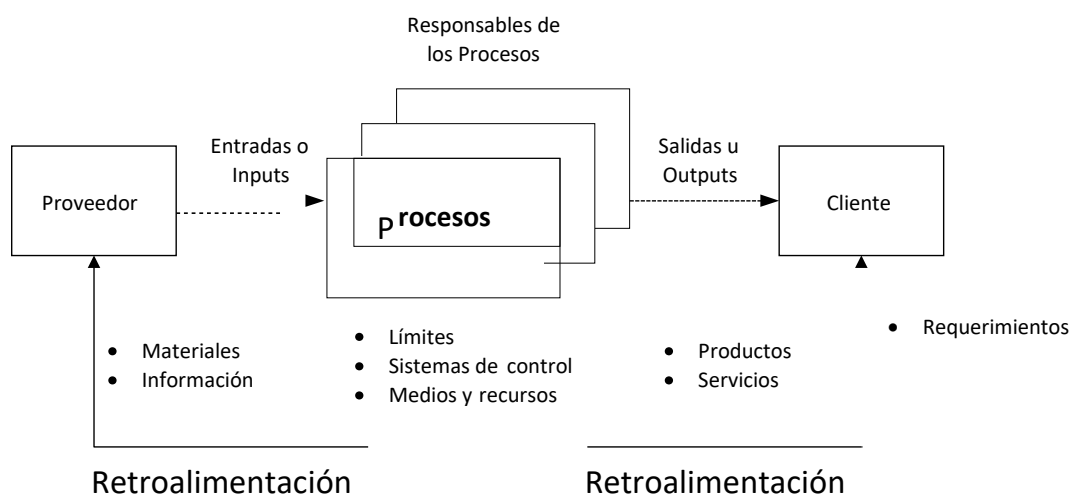 Responsables de
los Procesos
Entradas o
Inputs
Salidas u
Outputs
Proveedor
Procesos
Cliente
• Requerimientos
• Materiales
• Información
• Límites
• Sistemas de control
• Medios y recursos
• Productos
• Servicios
Retroalimentación
Retroalimentación